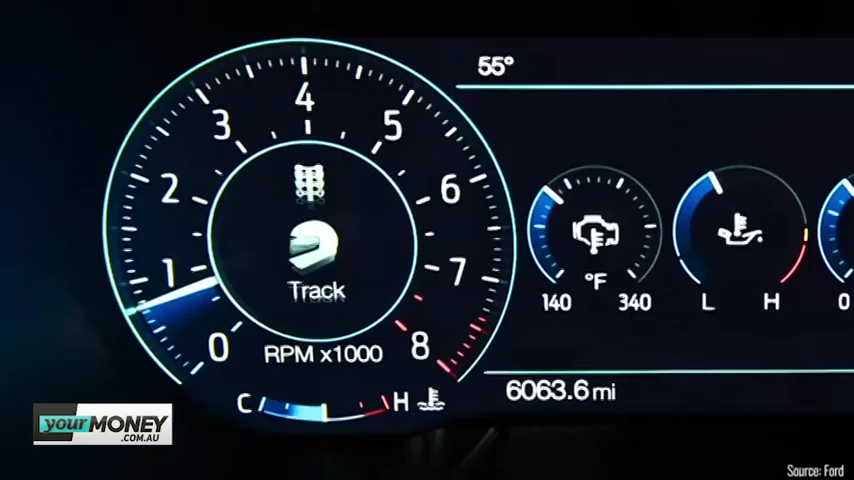 55°
0
1
2
3
4
5
6
7
8
Track
RPM x1000
C
H
°F
140
340
L
H
0
6063.6 mi
yourMONEY
.COM.AU
Source: Ford